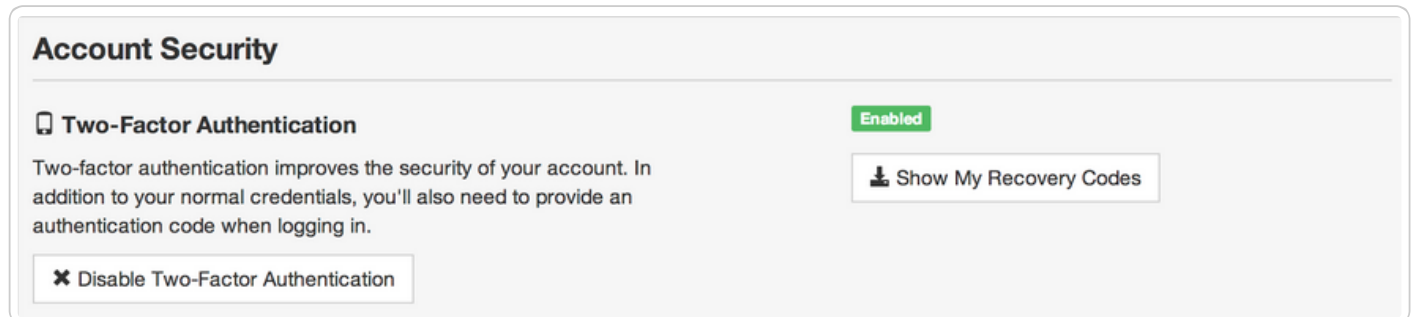 Account Security
Two-Factor Authentication
Enabled
Two-factor authentication improves the security of your account. In
addition to your normal credentials, you'll also need to provide an
authentication code when logging in.
Show My Recovery Codes
Disable Two-Factor Authentication